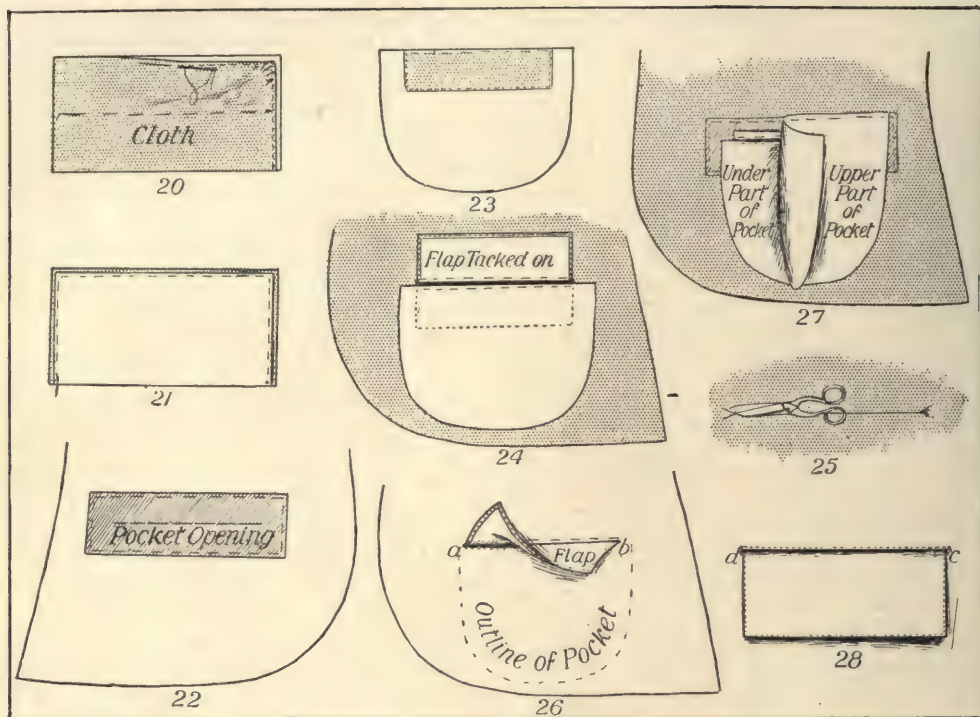 Cloth
20
23
Under
Part
of
Pocket
Upper
Part
of
Pocket
27
21
Flap Tacked on
24
25
Pocket Opening
22
a
b
Flap
Outline of Pocket
26
d
c
28